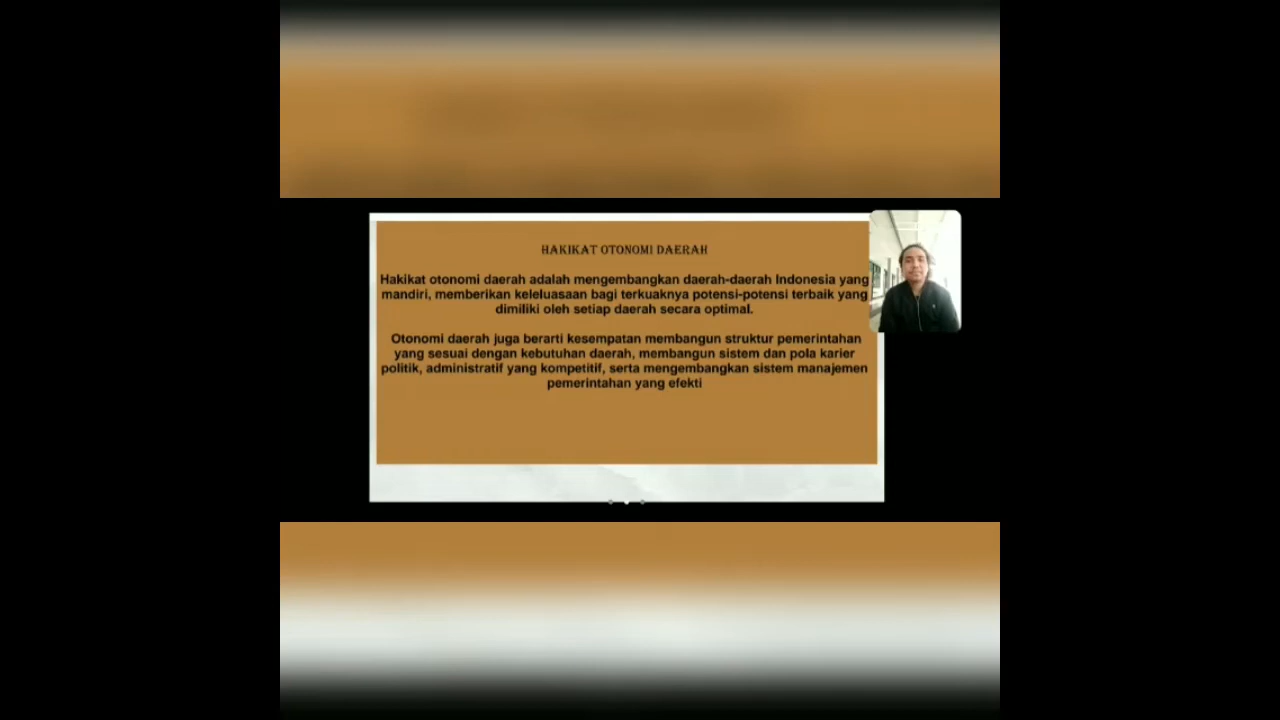 HAKIKAT OTONOMI DAERAH
Hakikat otonomi daerah adalah mengembangkan daerah-daerah Indonesia yang
mandiri, memberikan keleluasaan bagi terkuaknya potensi-potensi terbaik yang
dimiliki oleh setiap daerah secara optimal.
Otonomi daerah juga berarti kesempatan membangun struktur pemerintahan
yang sesuai dengan kebutuhan daerah, membangun sistem dan pola karier
politik, administratif yang kompetitif, serta mengembangkan sistem manajemen
pemerintahan yang efekti